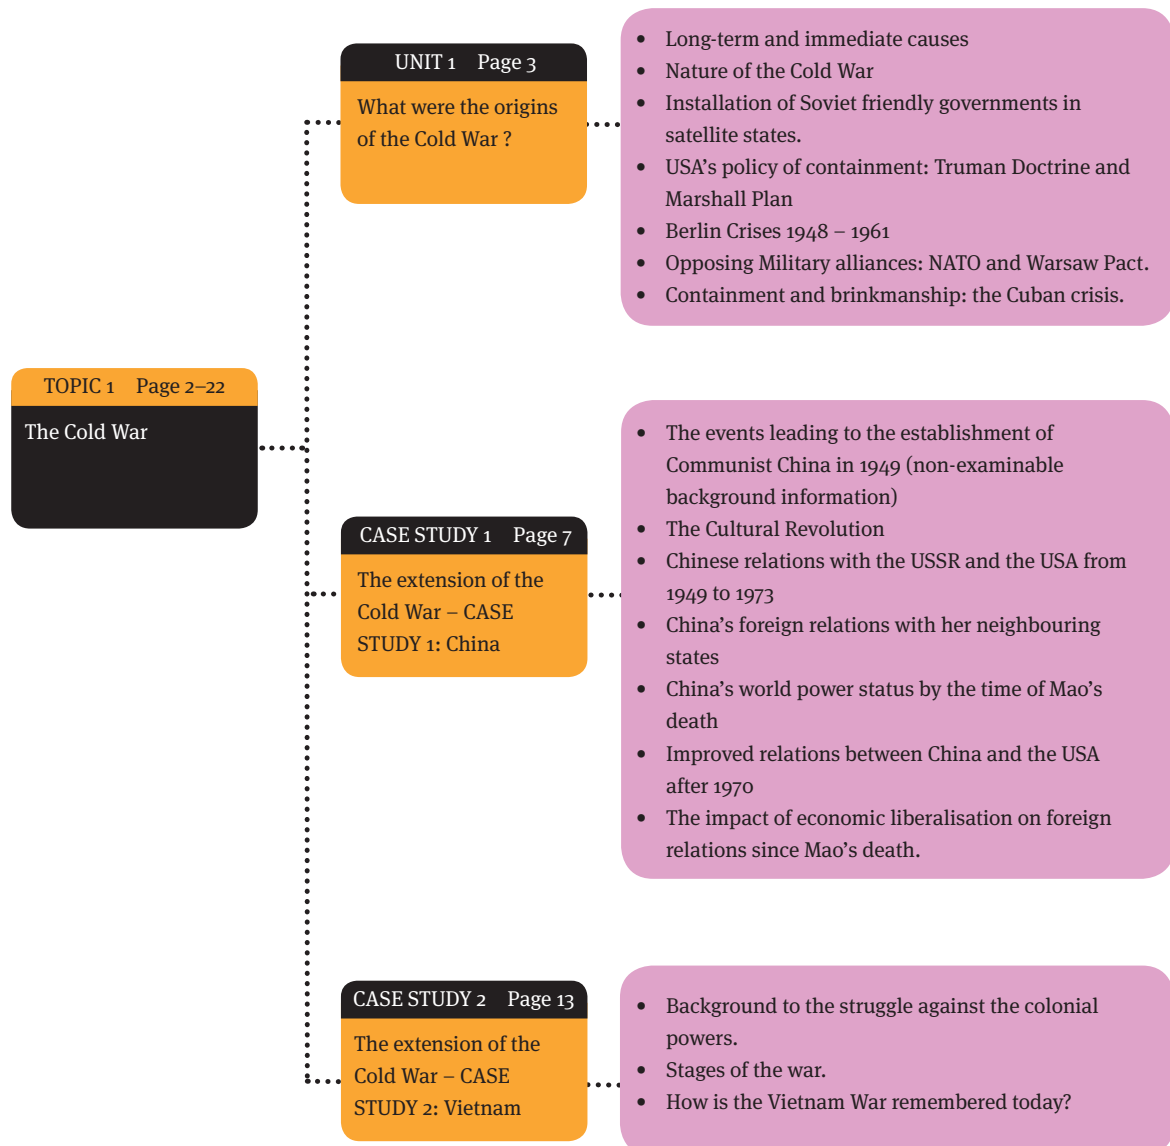 TOPIC 1 Page 2–22
The Cold War
UNIT 1 Page 3
What were the origins
of the Cold War ?
• Long-term and immediate causes
• Nature of the Cold War
• Installation of Soviet friendly governments in
satellite states.
• USA’s policy of containment: Truman Doctrine and
Marshall Plan
• Berlin Crises 1948 – 1961
• Opposing Military alliances: NATO and Warsaw Pact.
• Containment and brinkmanship: the Cuban crisis.
CASE STUDY 1 Page 7
The extension of the
Cold War – CASE
STUDY 1: China
• The events leading to the establishment of
Communist China in 1949 (non-examinable
background information)
• The Cultural Revolution
• Chinese relations with the USSR and the USA from
1949 to 1973
• China’s foreign relations with her neighbouring
states
• China’s world power status by the time of Mao’s
death
• Improved relations between China and the USA
after 1970
• The impact of economic liberalisation on foreign
relations since Mao’s death.
CASE STUDY 2 Page 13
The extension of the
Cold War – CASE
STUDY 2: Vietnam
• Background to the struggle against the colonial
powers.
• Stages of the war.
• How is the Vietnam War remembered today?